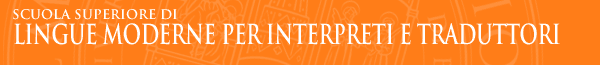 SCUOLA SUPERIORE DI
LINGUE MODERNE PER INTERPRETI E TRADUTTORI